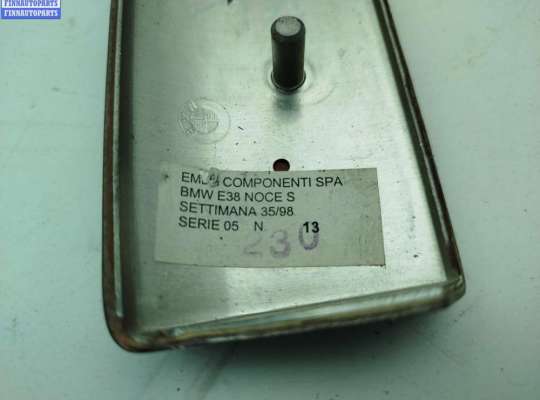 FINNAUTOPARTS
FINNAUTOPARTS
COMPONENTI SPA
BMW E38 NOCE S
SETTIMANA 35/98
SERIE 05 N 13
230